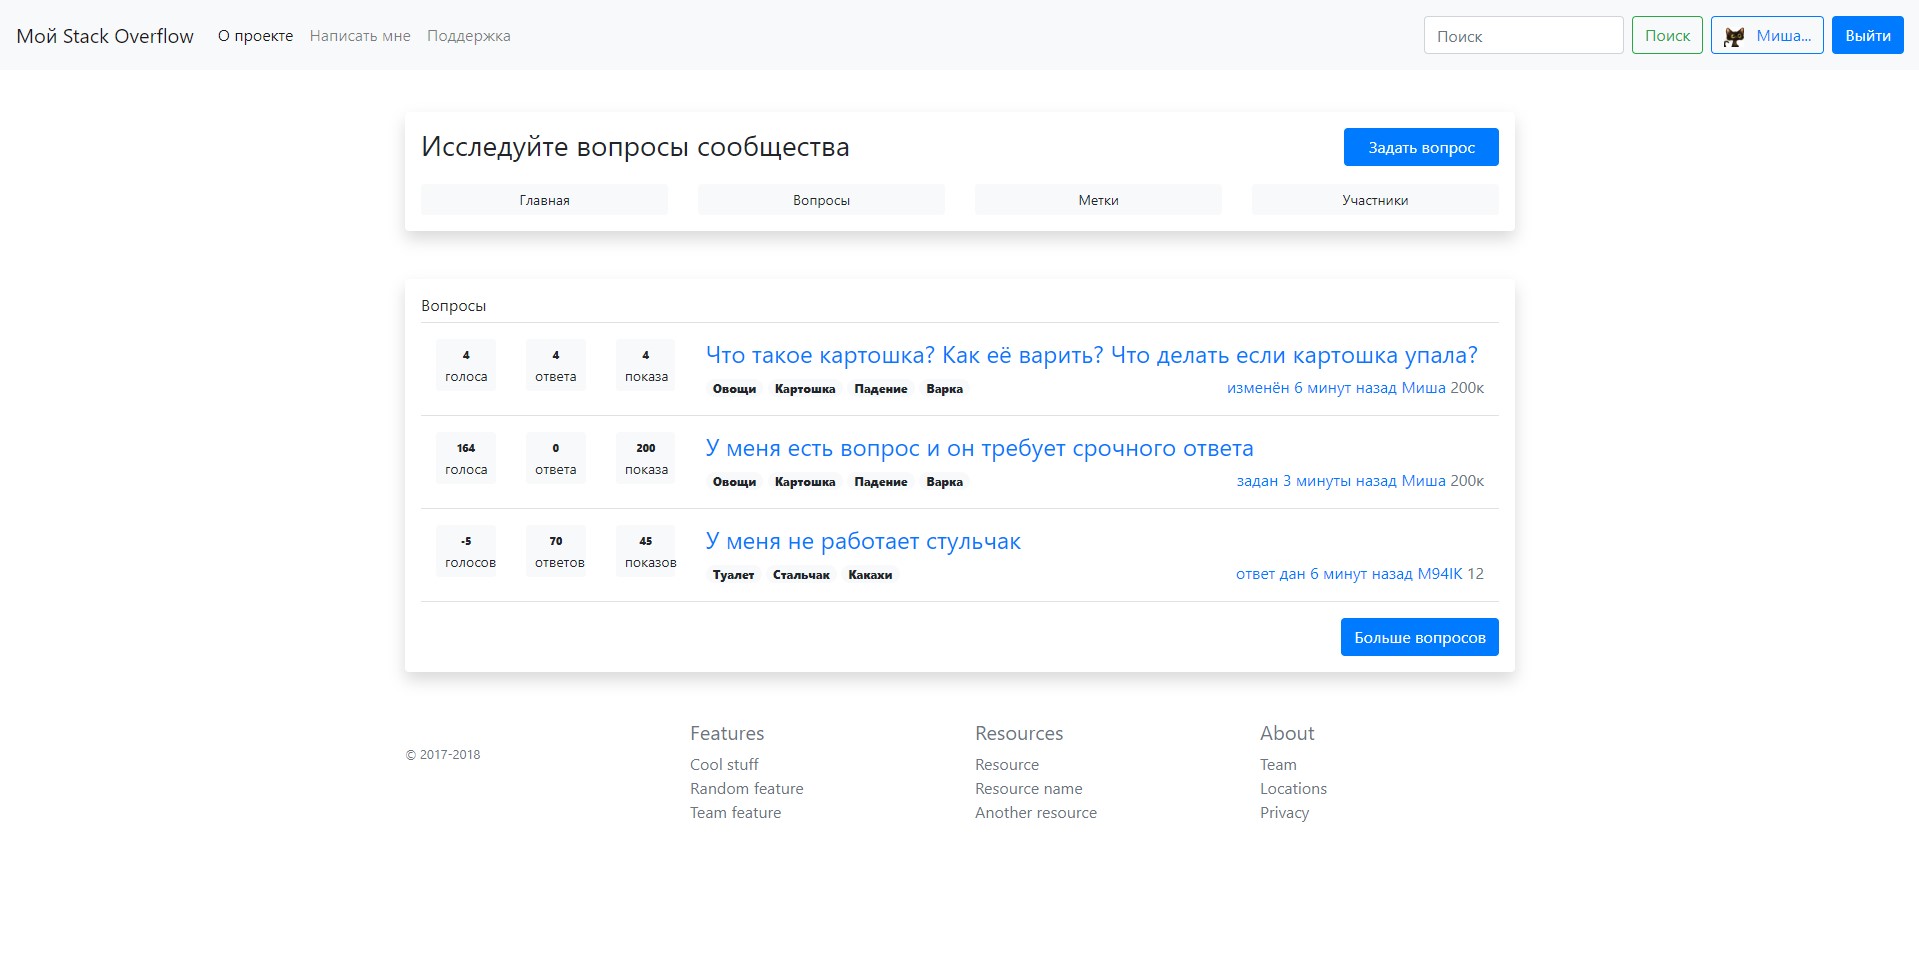 Мой Stack Overflow О проекте Написать мне Поддержка Поиск Поиск Миша... Выйти
Исследуйте вопросы сообщества Задать вопрос
Главная Вопросы Метки Участники
Вопросы
4 4 4 Что такое картошка? Как её варить? Что делать если картошка упала?
голоса ответа показа Овощи Картошка Падение Варка изменён 6 минут назад Миша 200к
164 0 200 У меня есть вопрос и он требует срочного ответа
голоса ответа показа Овощи Картошка Падение Варка задан 3 минуты назад Миша 200к
-5 70 45 У меня не работает стульчак
голосов ответов показов Туалет Стальчак Какахи ответ дан 6 минут назад M94IK 12
Больше вопросов
Features Resources About
© 2017-2018
Cool stuff Resource Team
Random feature Resource name Locations
Team feature Another resource Privacy